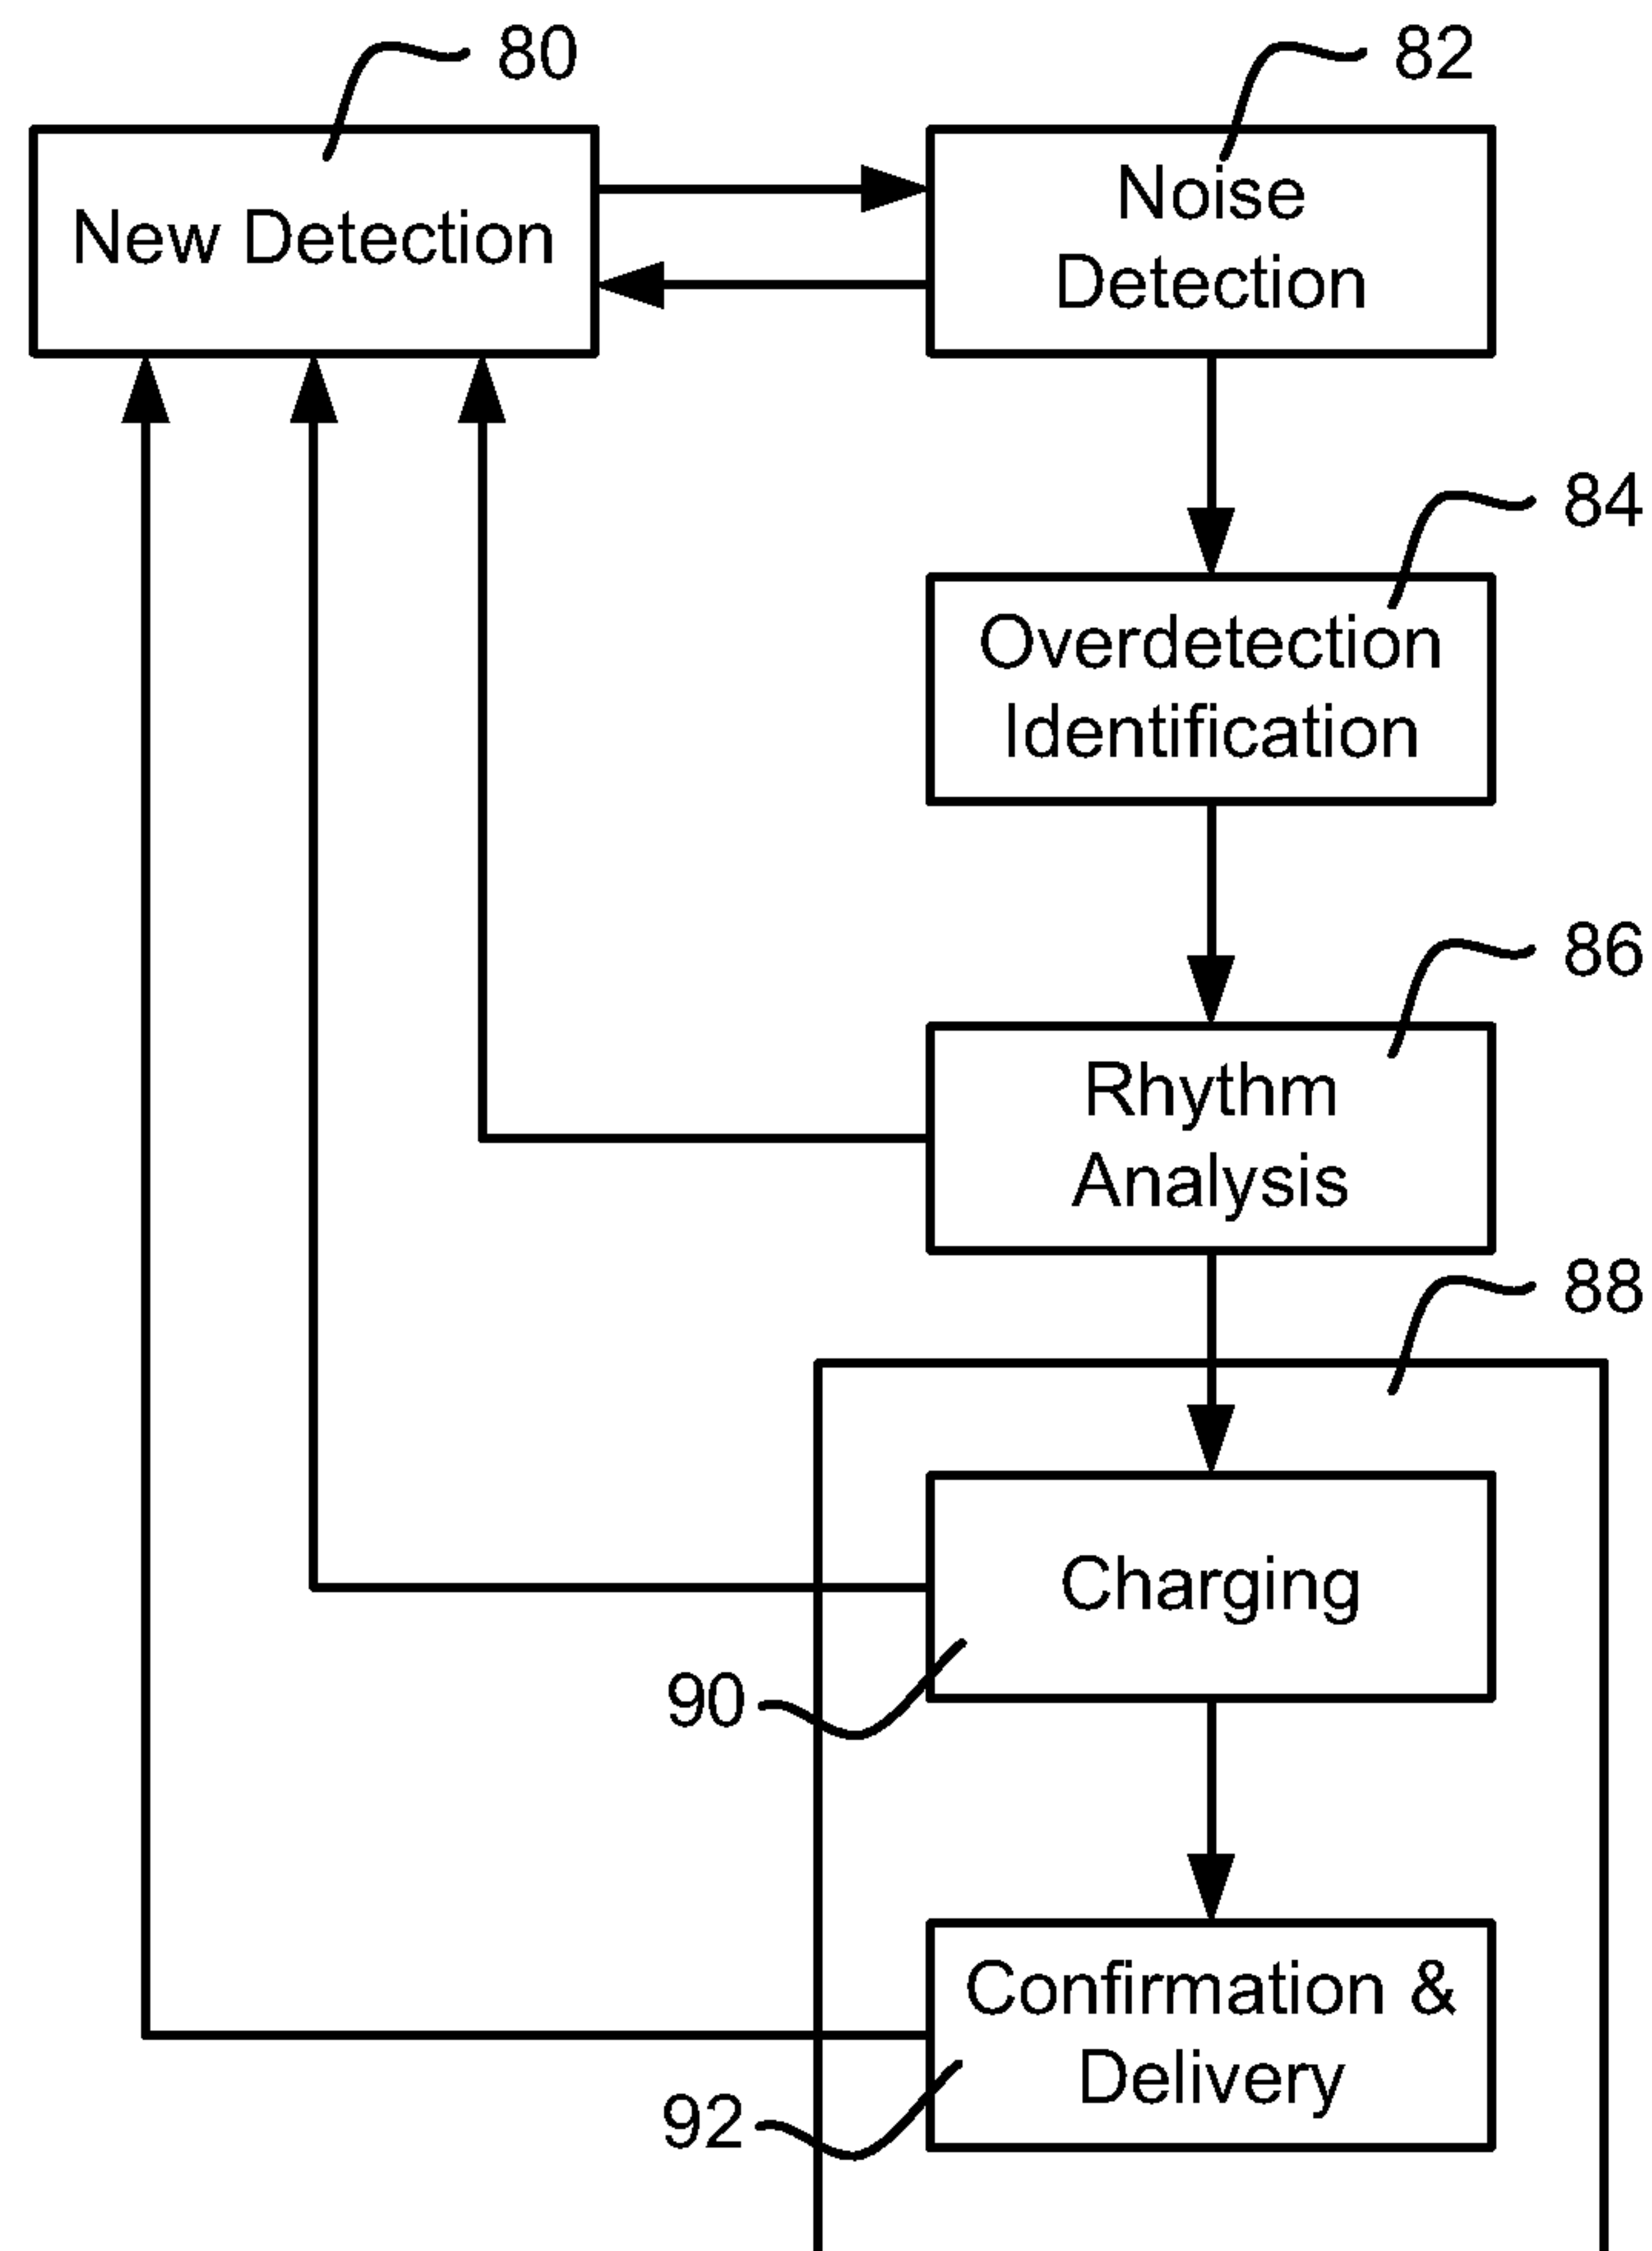 80
82
New Detection
Noise
Detection
84
Overdetection
Identification
86
Rhythm
Analysis
88
Charging
90
Confirmation &
Delivery
92